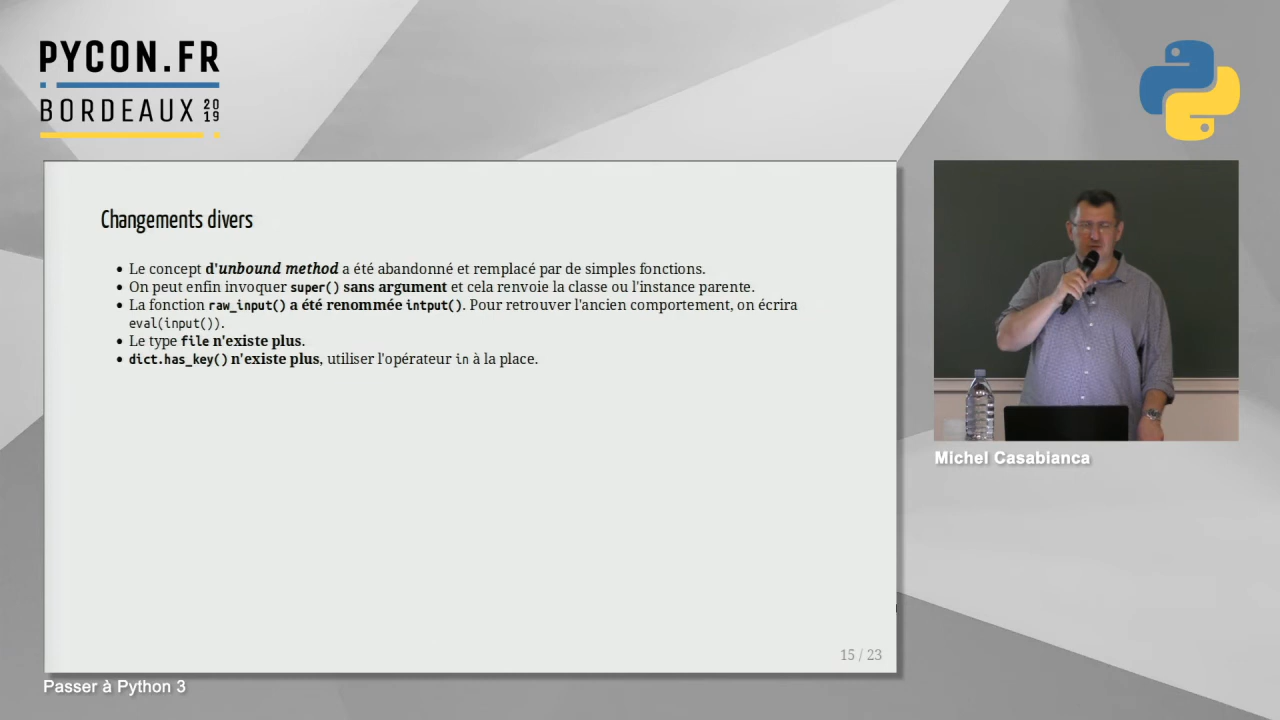 PYCON.FR
BORDEAUX 2019
Changements divers
• Le concept d'unbound method a été abandonné et remplacé par de simples fonctions.
• On peut enfin invoquer super() sans argument et cela renvoie la classe ou l'instance parente.
• La fonction raw_input() a été renommée intput(). Pour retrouver l'ancien comportement, on écrira
eval(input()).
• Le type file n'existe plus.
• dict.has_key() n'existe plus, utiliser l'opérateur in à la place.
15 / 23
Michel Casabianca
Passer à Python 3